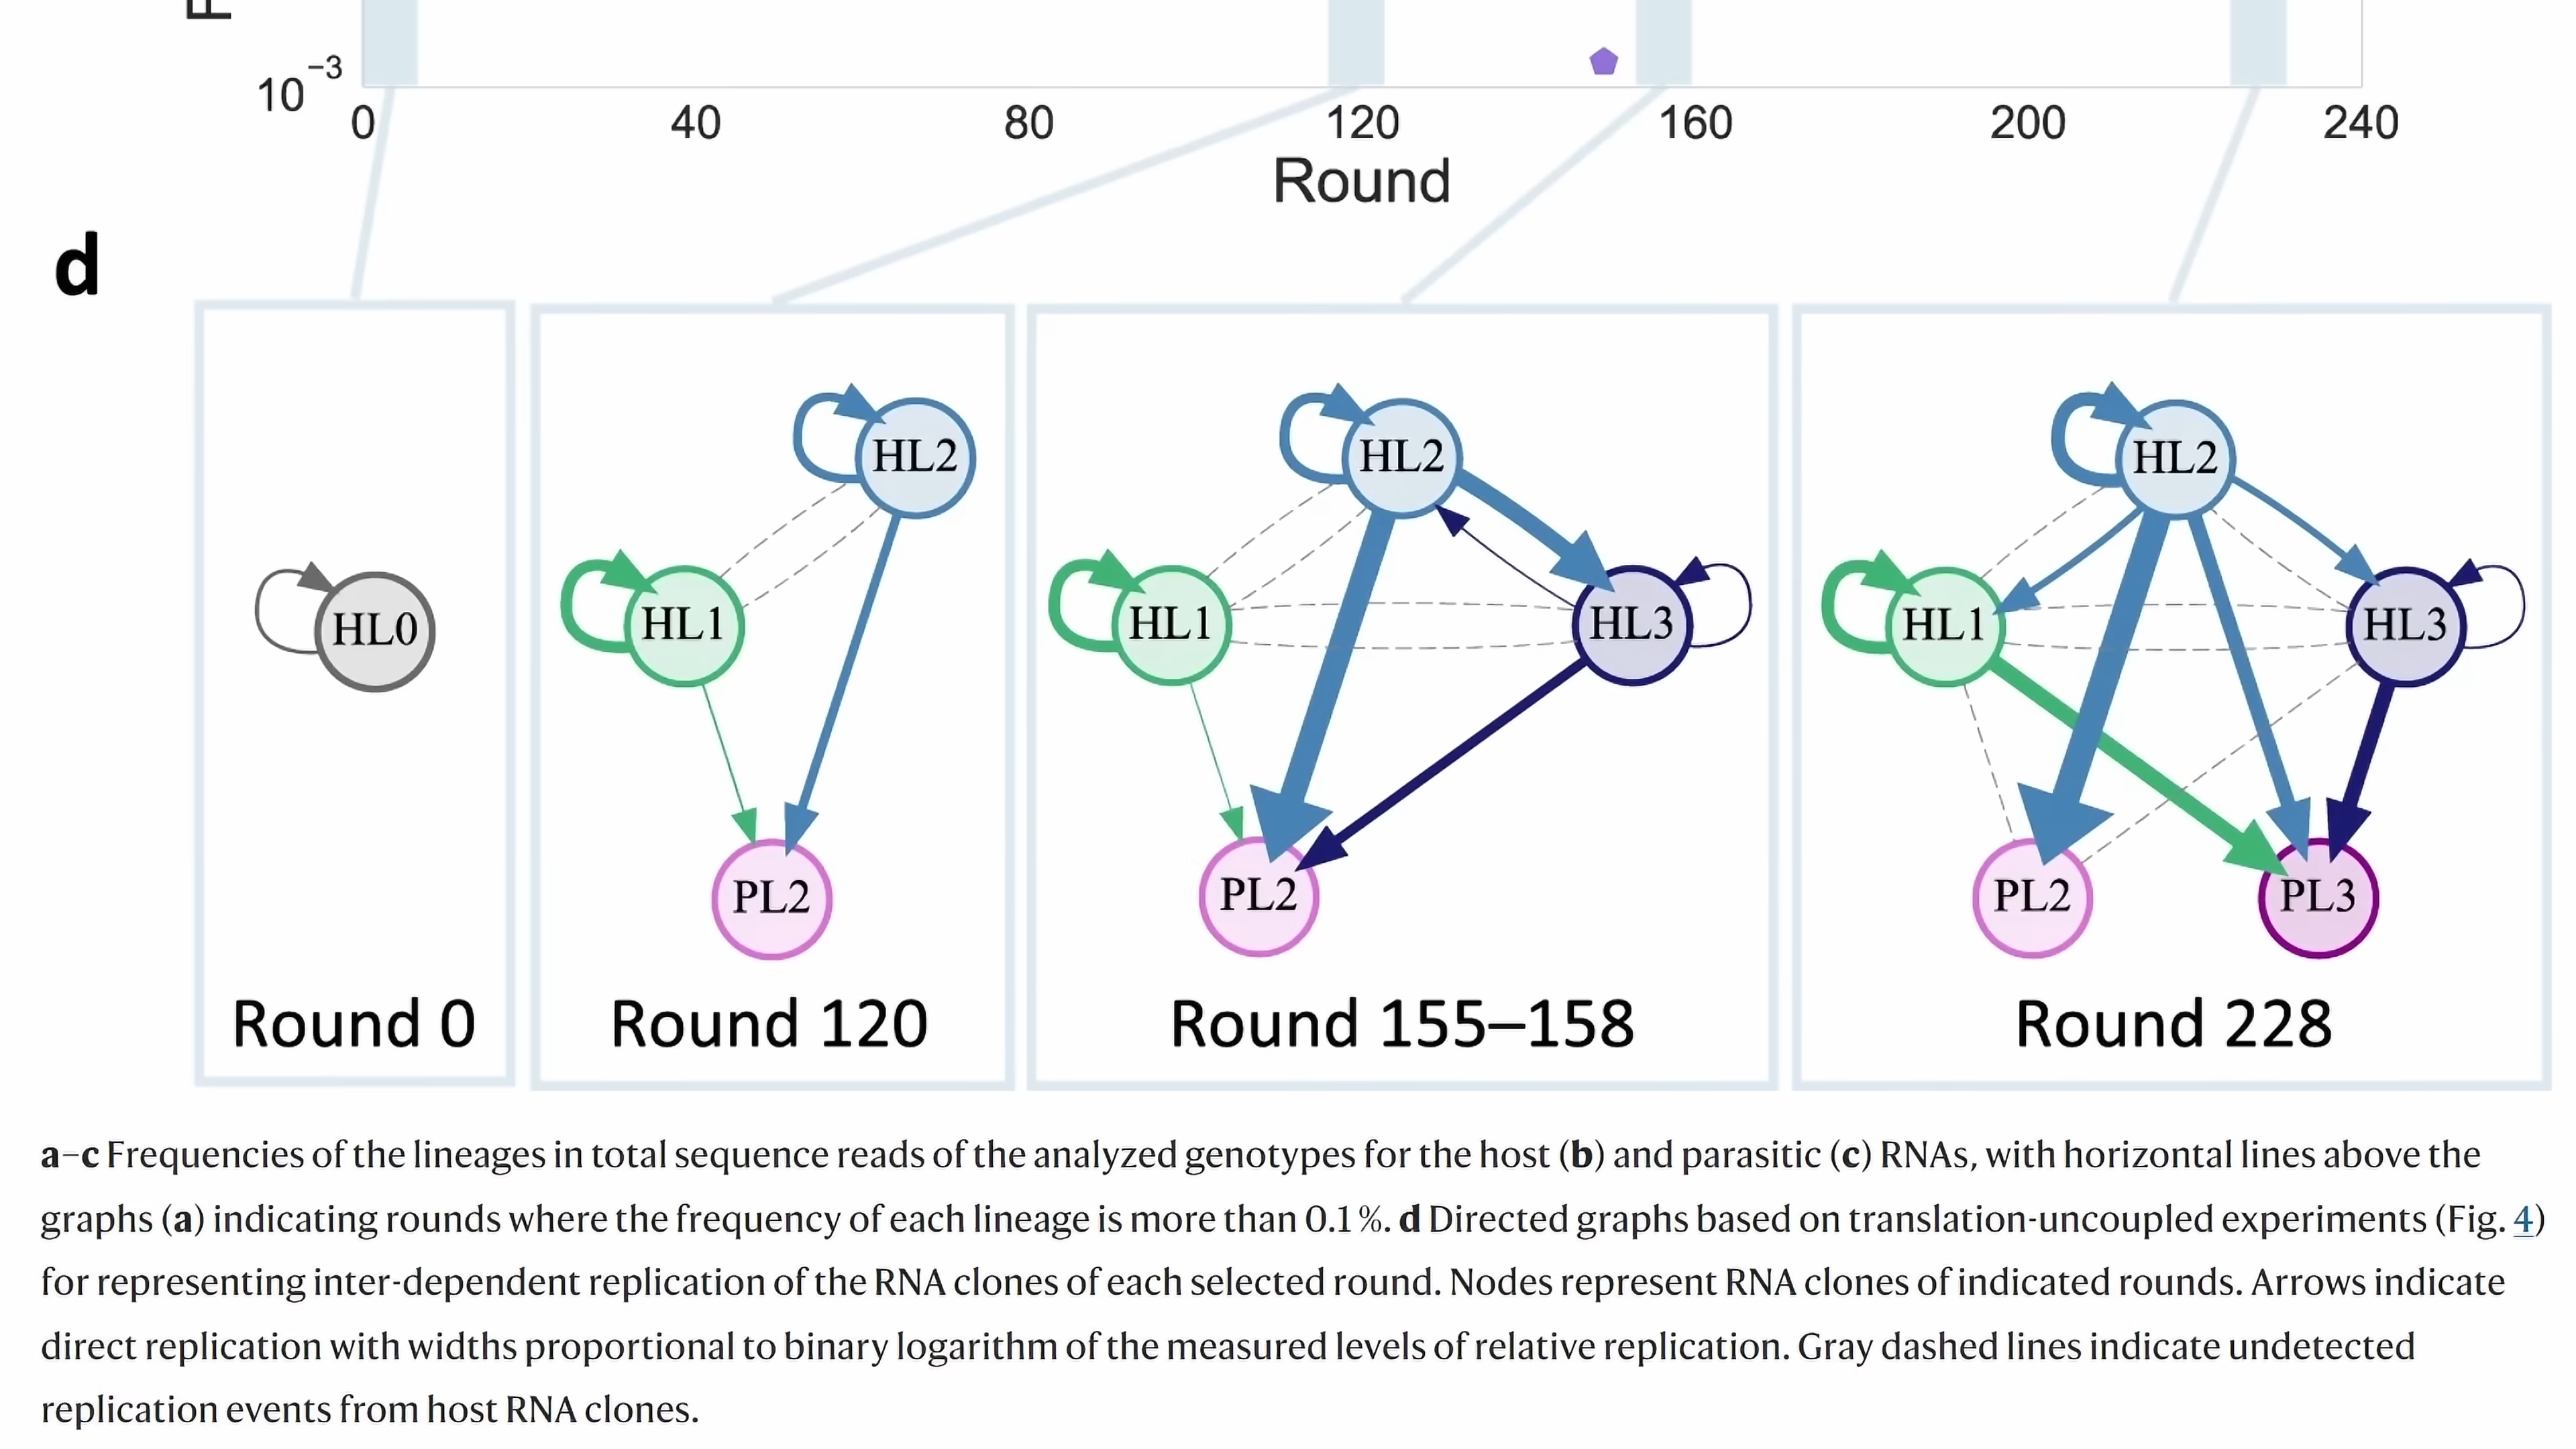 10−3
0 40 80 120 160 200 240
Round
d
HL0
Round 0
HL2
HL1
PL2
Round 120
HL2
HL1
HL3
PL2
Round 155–158
HL2
HL1
HL3
PL2
PL3
Round 228
a–c Frequencies of the lineages in total sequence reads of the analyzed genotypes for the host (b) and parasitic (c) RNAs, with horizontal lines above the
graphs (a) indicating rounds where the frequency of each lineage is more than 0.1 %. d Directed graphs based on translation-uncoupled experiments (Fig. 4)
for representing inter-dependent replication of the RNA clones of each selected round. Nodes represent RNA clones of indicated rounds. Arrows indicate
direct replication with widths proportional to binary logarithm of the measured levels of relative replication. Gray dashed lines indicate undetected
replication events from host RNA clones.